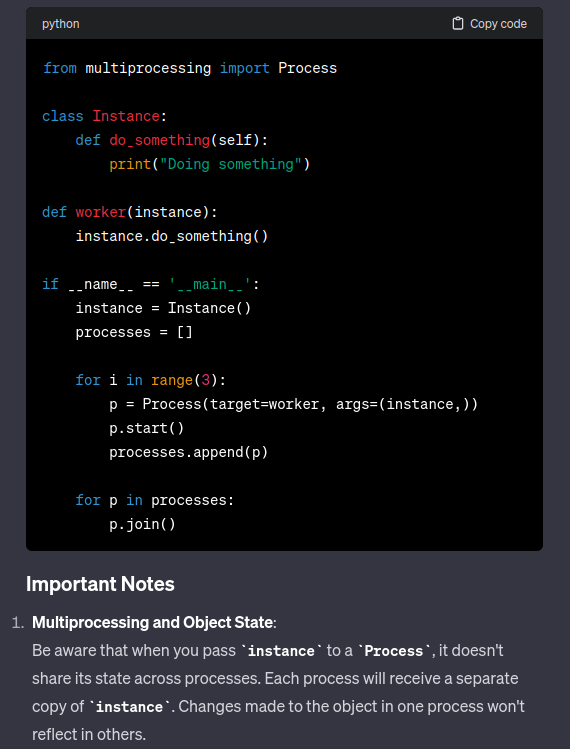 python Copy code
from multiprocessing import Process
class Instance:
    def do_something(self):
        print("Doing something")
def worker(instance):
    instance.do_something()
if __name__ == '__main__':
    instance = Instance()
    processes = []
    for i in range(3):
        p = Process(target=worker, args=(instance,))
        p.start()
        processes.append(p)
    for p in processes:
        p.join()
Important Notes
1. Multiprocessing and Object State:
Be aware that when you pass `instance` to a `Process`, it doesn't
share its state across processes. Each process will receive a separate
copy of `instance`. Changes made to the object in one process won't
reflect in others.